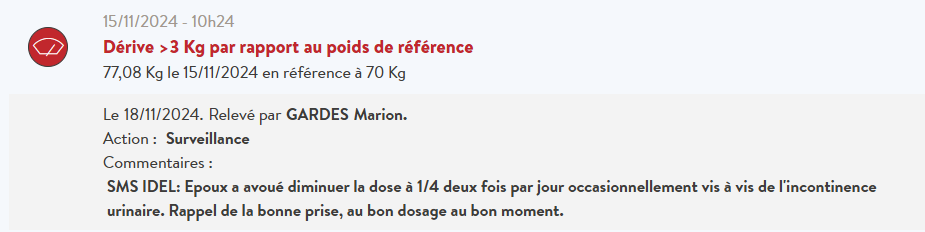 15/11/2024 - 10h24
Dérive >3 Kg par rapport au poids de référence
77,08 Kg le 15/11/2024 en référence à 70 Kg
Le 18/11/2024. Relevé par GARDES Marion.
Action : Surveillance
Commentaires :
SMS IDEL: Epoux a avoué diminuer la dose à 1/4 deux fois par jour occasionnellement vis à vis de l'incontinence
urinaire. Rappel de la bonne prise, au bon dosage au bon moment.